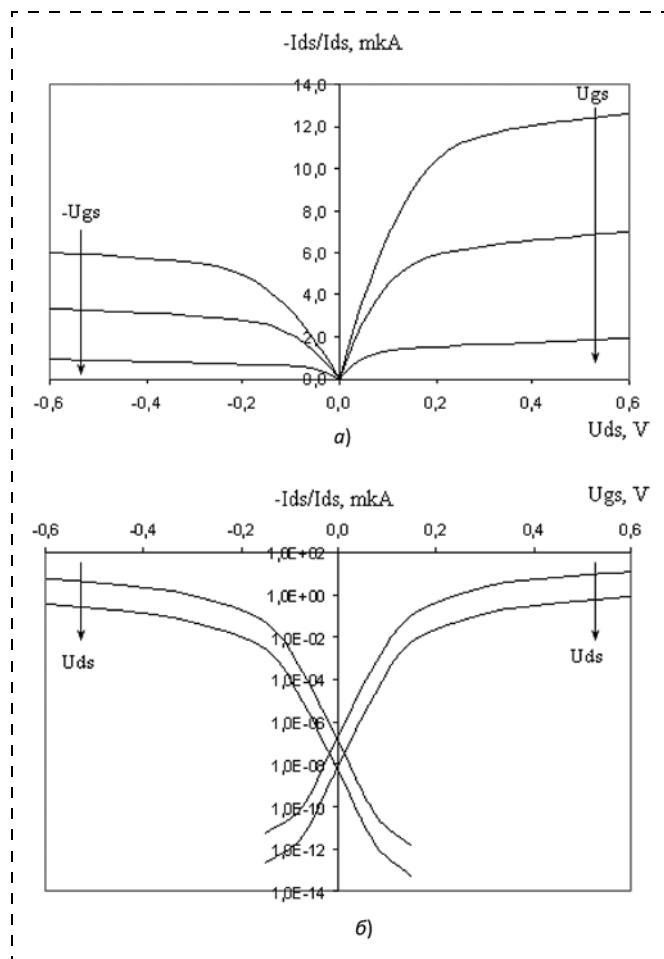 -Ids/Ids, mkA
14,0
Ugs
12,0
10,0
-Ugs
8,0
6,0
4,0
2,0
0,0
-0,6 -0,4 -0,2 0,0 0,2 0,4 0,6
а)
Uds, V
-Ids/Ids, mkA
Ugs, V
-0,6 -0,4 -0,2 0,0 0,2 0,4 0,6
1,0E+02
1,0E+00
1,0E-02
Uds
Uds
1,0E-04
1,0E-06
1,0E-08
1,0E-10
1,0E-12
1,0E-14
б)